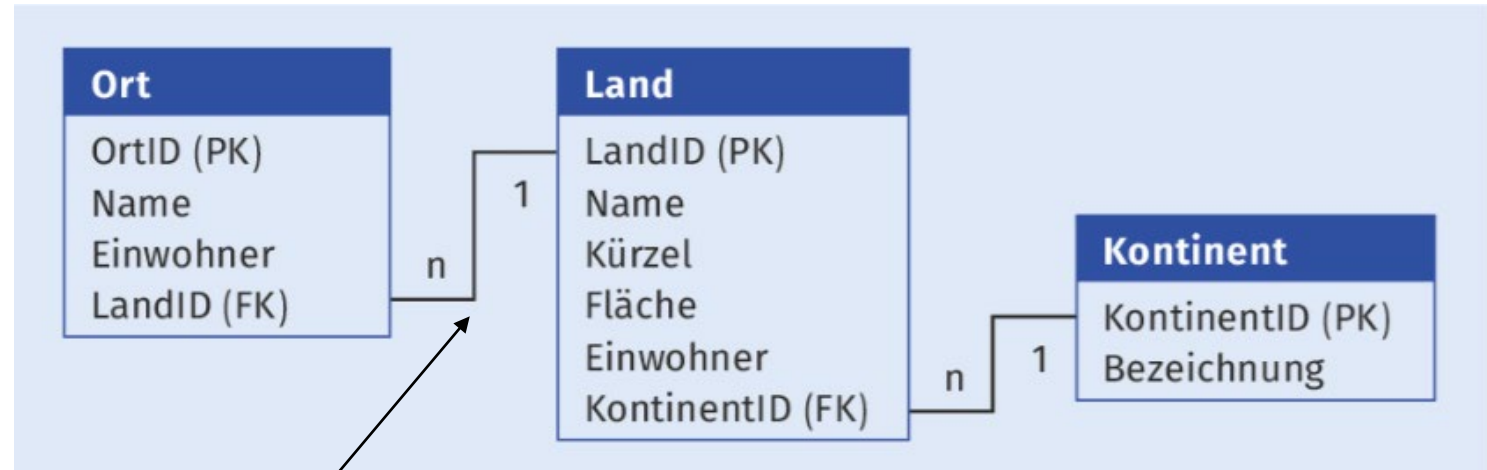 Ort
OrtID (PK)
Name
Einwohner
LandID (FK)
n
1
Land
LandID (PK)
Name
Kürzel
Fläche
Einwohner
KontinentID (FK)
n
1
Kontinent
KontinentID (PK)
Bezeichnung